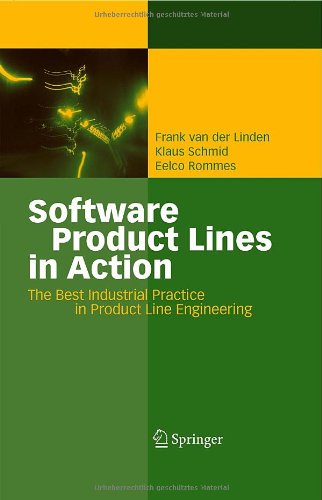 Urheberrechtlich geschütztes Material
Frank van der Linden
Klaus Schmid
Eelco Rommes
Software
Product Lines
in Action
The Best Industrial Practice
in Product Line Engineering
Springer
Urheberrechtlich geschütztes Material